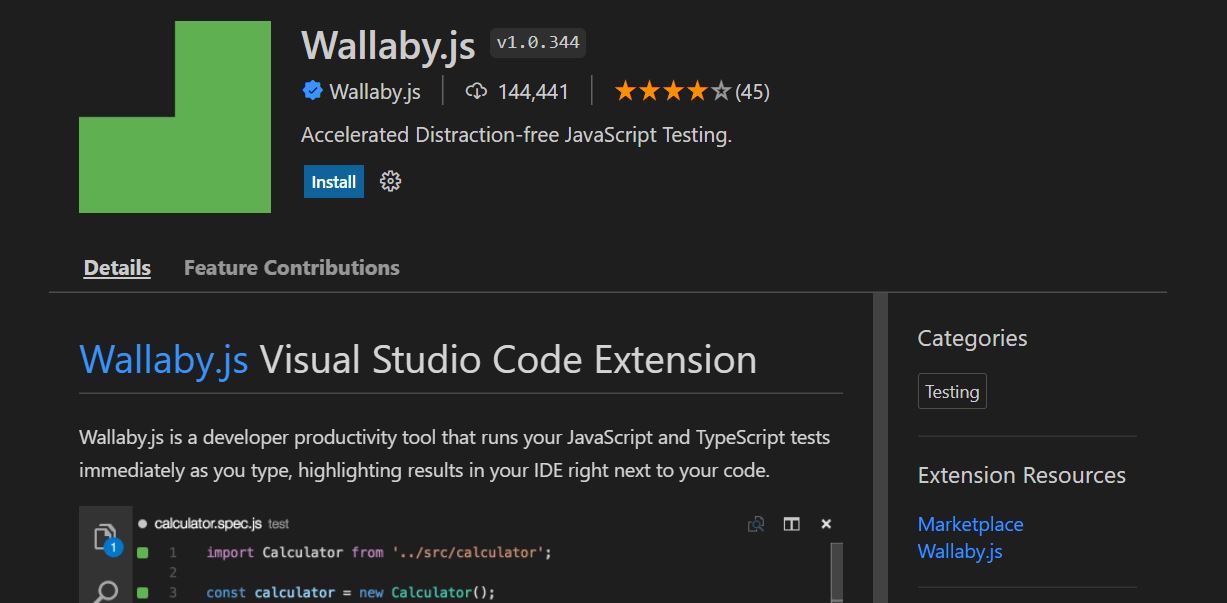 Wallaby.js v1.0.344
Wallaby.js 144,441 (45)
Accelerated Distraction-free JavaScript Testing.
Install
Details Feature Contributions
Wallaby.js Visual Studio Code Extension
Wallaby.js is a developer productivity tool that runs your JavaScript and TypeScript tests
immediately as you type, highlighting results in your IDE right next to your code.
calculator.spec.js test
1
1 import Calculator from '../src/calculator';
2
3 const calculator = new Calculator();
Categories
Testing
Extension Resources
Marketplace
Wallaby.js